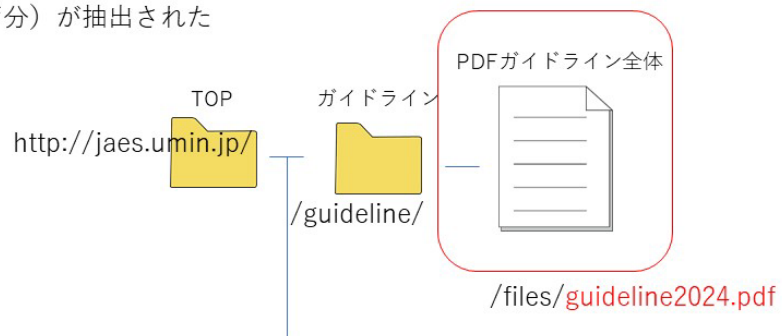 分）が抽出された
PDFガイドライン全体
TOP
ガイドライン
http://jaes.umin.jp/
/guideline/
/files/guideline2024.pdf